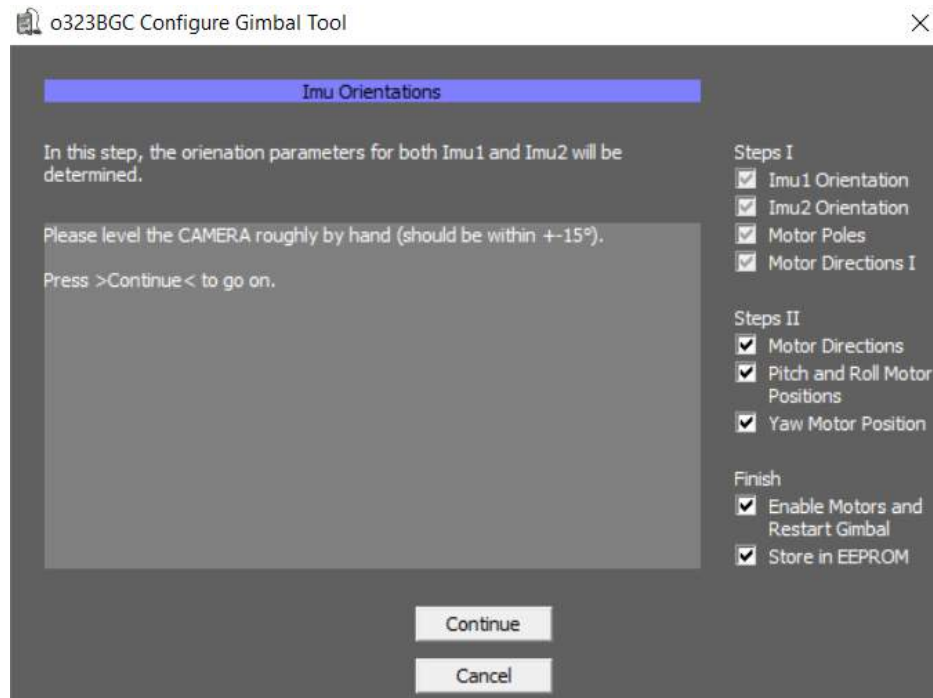 o323BGC Configure Gimbal Tool
Imu Orientations
In this step, the orienation parameters for both Imu1 and Imu2 will be
determined.
Please level the CAMERA roughly by hand (should be within +-15°).
Press >Continue< to go on.
Steps I
Imu1 Orientation
Imu2 Orientation
Motor Poles
Motor Directions I
Steps II
Motor Directions
Pitch and Roll Motor
Positions
Yaw Motor Position
Finish
Enable Motors and
Restart Gimbal
Store in EEPROM
Continue
Cancel